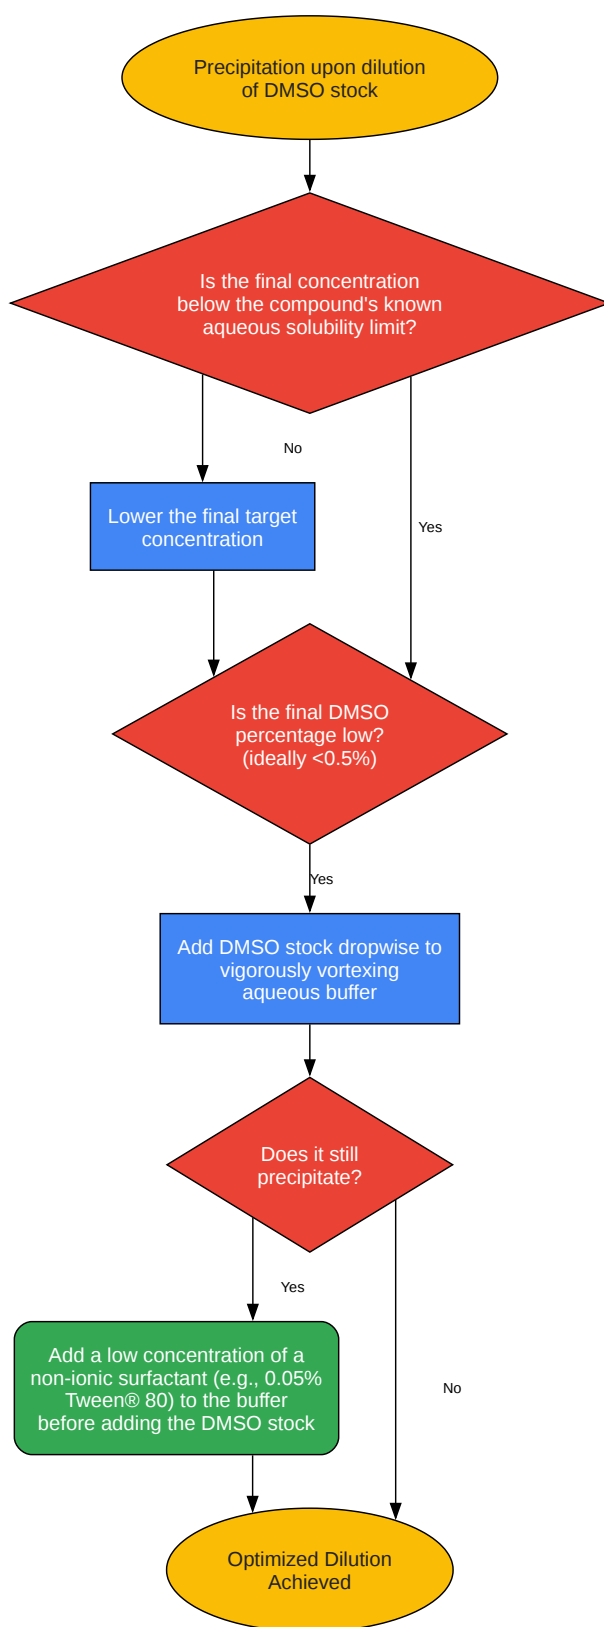 Precipitation upon dilution
of DMSO stock
Is the final concentration
below the compound's known
aqueous solubility limit?
No
Lower the final target
concentration
Yes
Is the final DMSO
percentage low?
(ideally <0.5%)
Yes
Add DMSO stock dropwise to
vigorously vortexing
aqueous buffer
Does it still
precipitate?
Yes
Add a low concentration of a
non-ionic surfactant (e.g., 0.05%
Tween® 80) to the buffer
before adding the DMSO stock
No
Optimized Dilution
Achieved